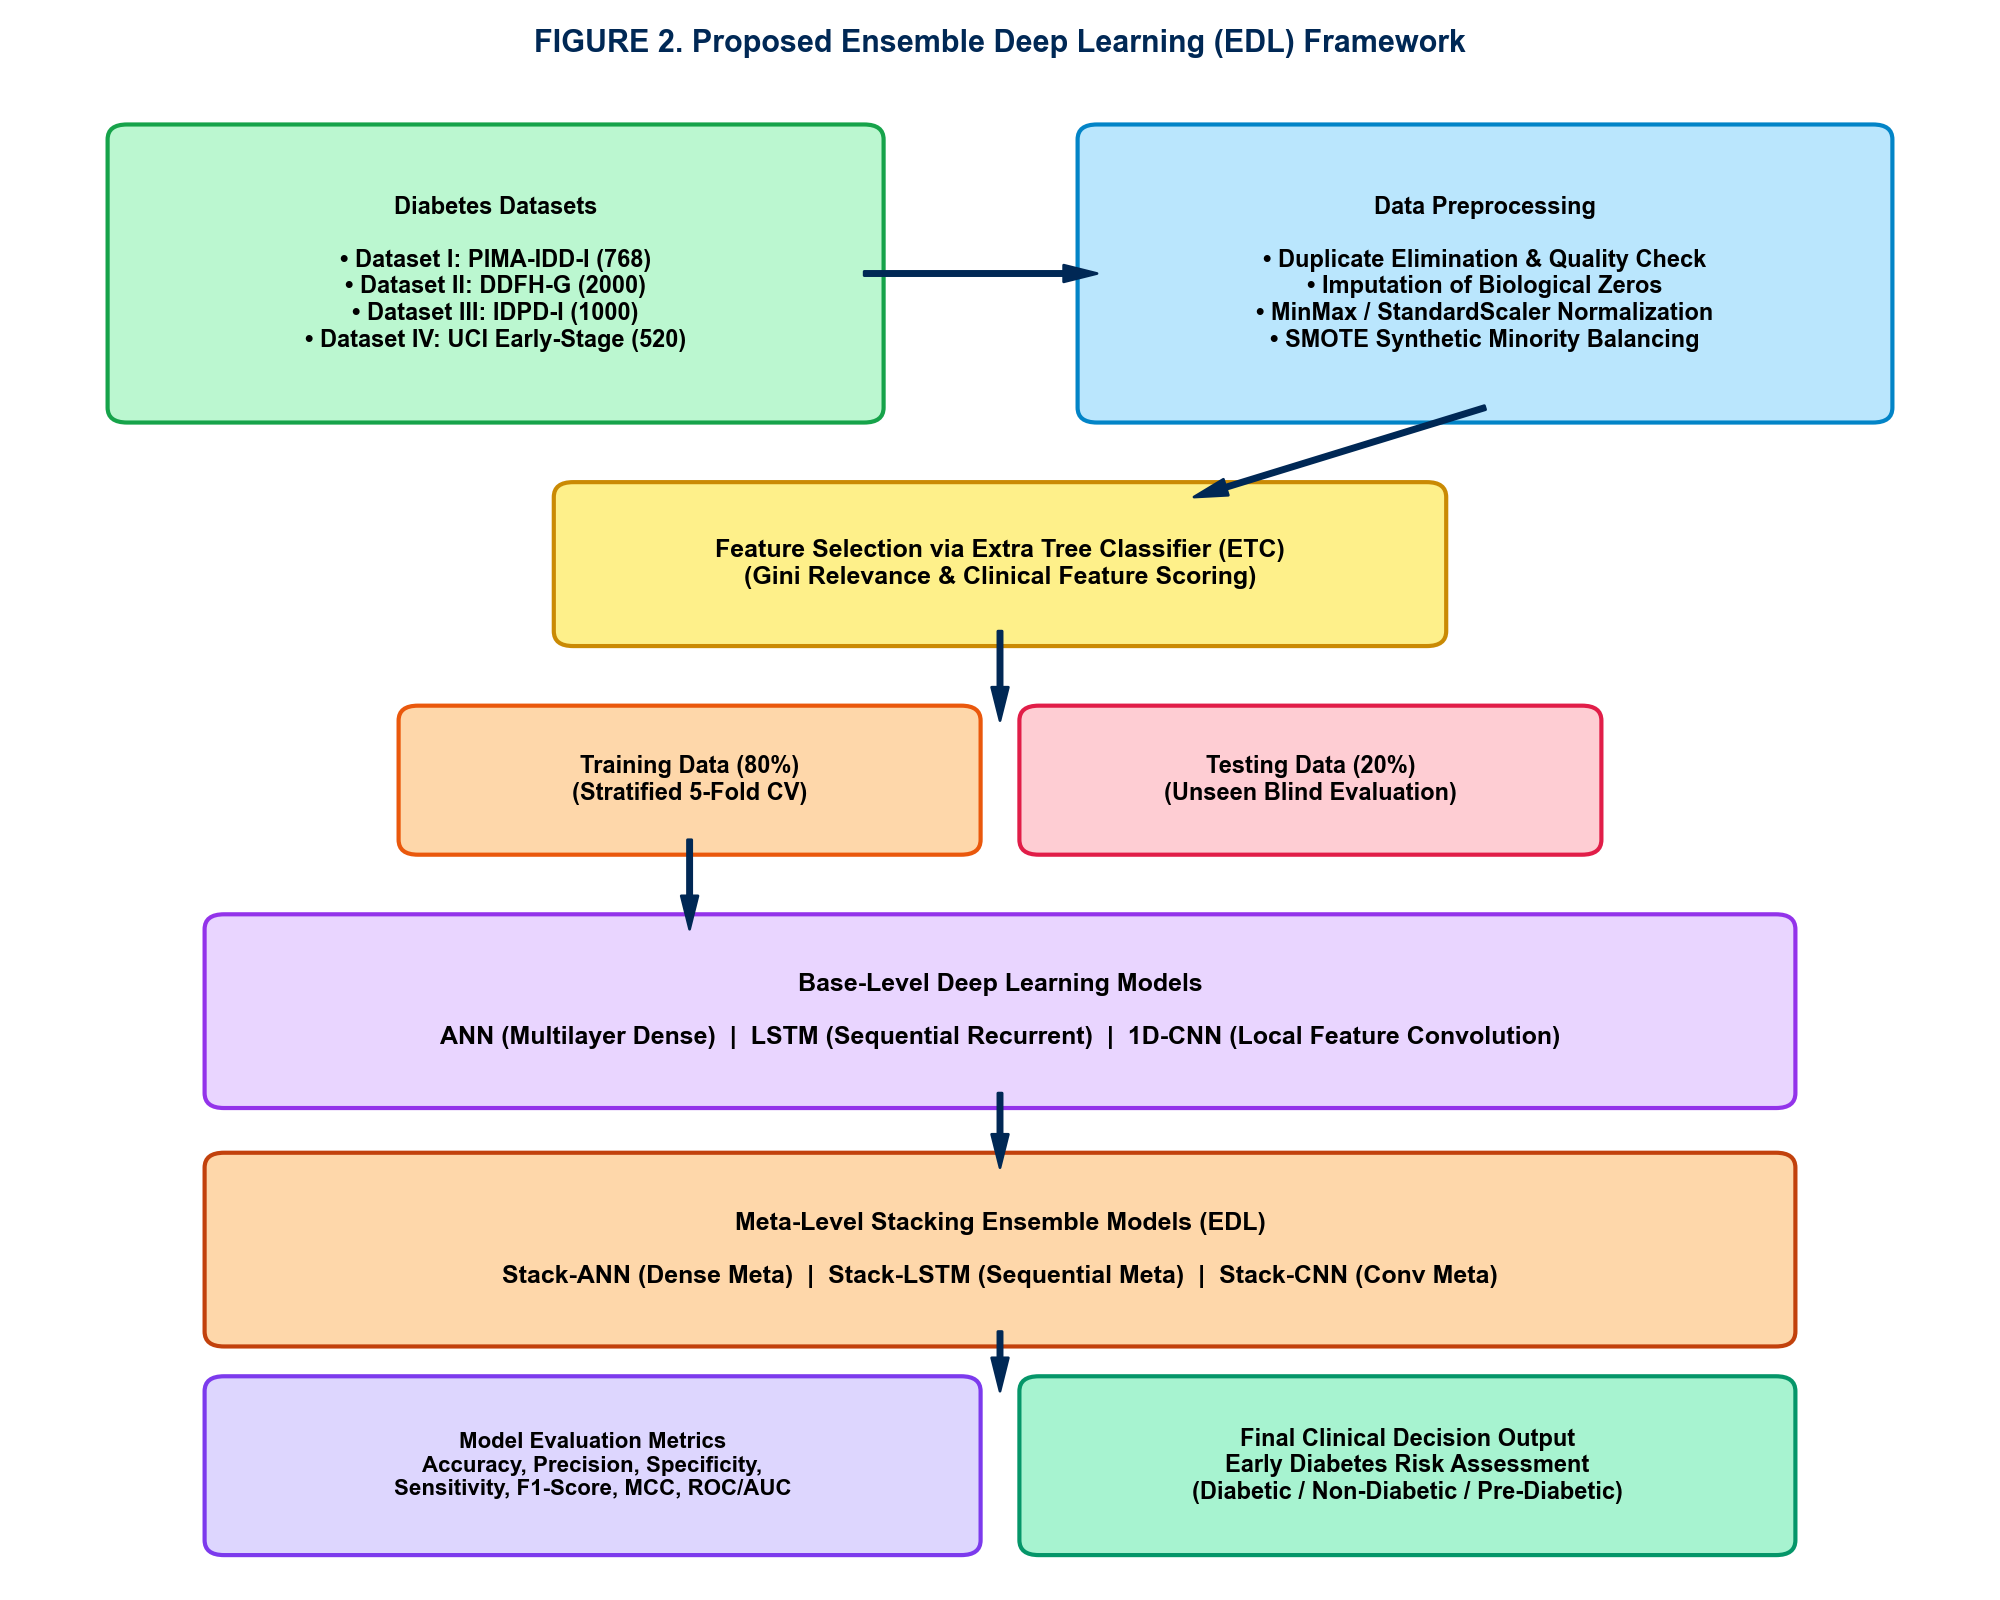 FIGURE 2. Proposed Ensemble Deep Learning (EDL) Framework
Diabetes Datasets
• Dataset I: PIMA-IDD-I (768)
• Dataset II: DDFH-G (2000)
• Dataset III: IDPD-I (1000)
• Dataset IV: UCI Early-Stage (520)
Data Preprocessing
• Duplicate Elimination & Quality Check
• Imputation of Biological Zeros
• MinMax / StandardScaler Normalization
• SMOTE Synthetic Minority Balancing
Feature Selection via Extra Tree Classifier (ETC)
(Gini Relevance & Clinical Feature Scoring)
Training Data (80%)
(Stratified 5-Fold CV)
Testing Data (20%)
(Unseen Blind Evaluation)
Base-Level Deep Learning Models
ANN (Multilayer Dense) | LSTM (Sequential Recurrent) | 1D-CNN (Local Feature Convolution)
Meta-Level Stacking Ensemble Models (EDL)
Stack-ANN (Dense Meta) | Stack-LSTM (Sequential Meta) | Stack-CNN (Conv Meta)
Model Evaluation Metrics
Accuracy, Precision, Specificity,
Sensitivity, F1-Score, MCC, ROC/AUC
Final Clinical Decision Output
Early Diabetes Risk Assessment
(Diabetic / Non-Diabetic / Pre-Diabetic)